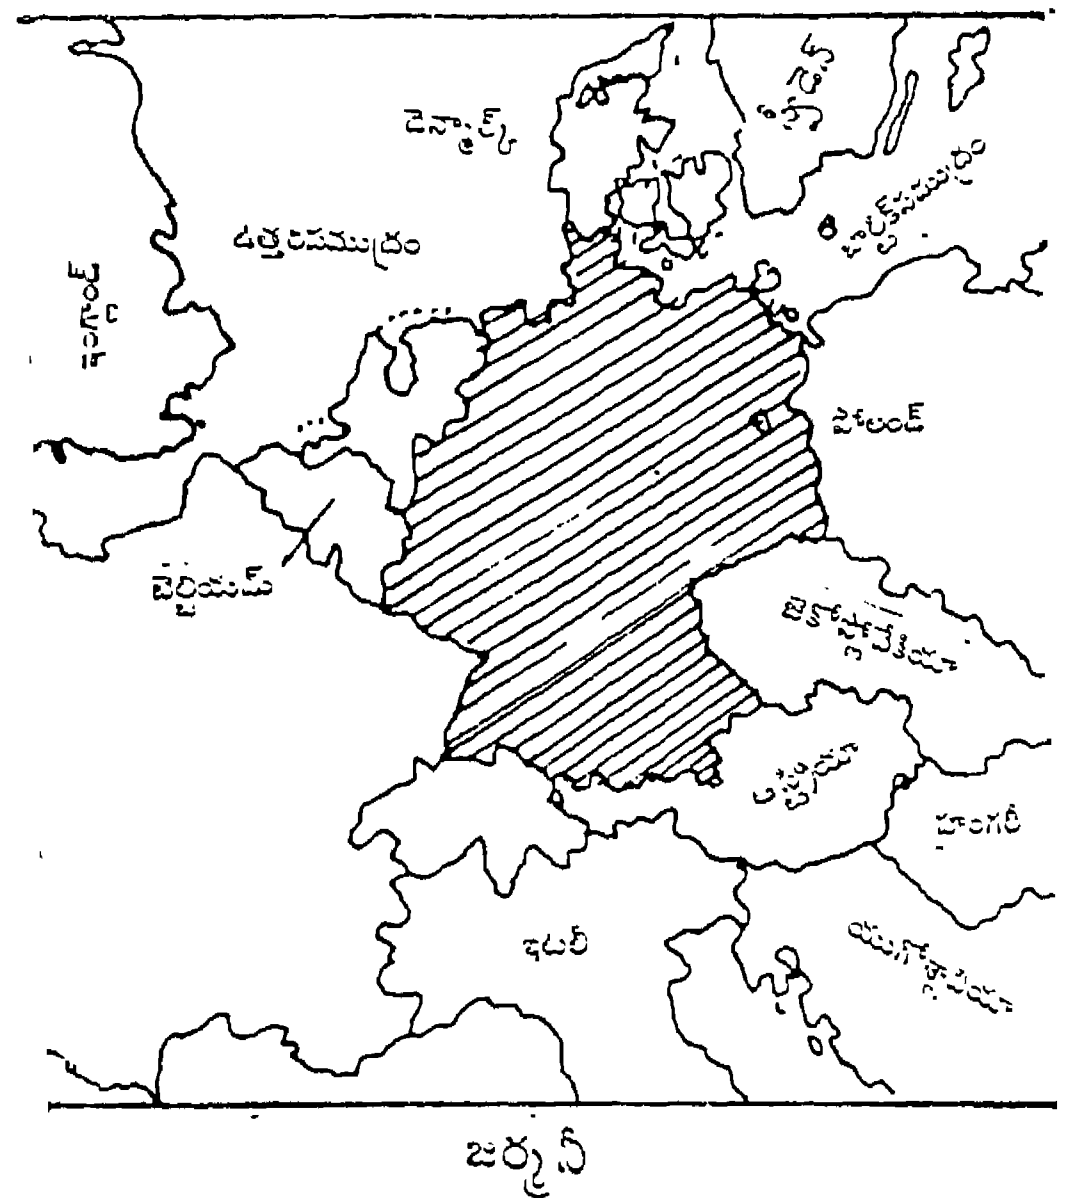 డెన్మార్క్
స్వీడెన్
బాల్టిక్‌సముద్రం
ఉత్తరసముద్రం
ఇంగ్లాండ్
హోలండ్
బెల్జియమ్
జెకోస్లొవేకియా
ఆస్ట్రియా
హంగరీ
ఇటలీ
యుగోస్లావియా
జర్మనీ